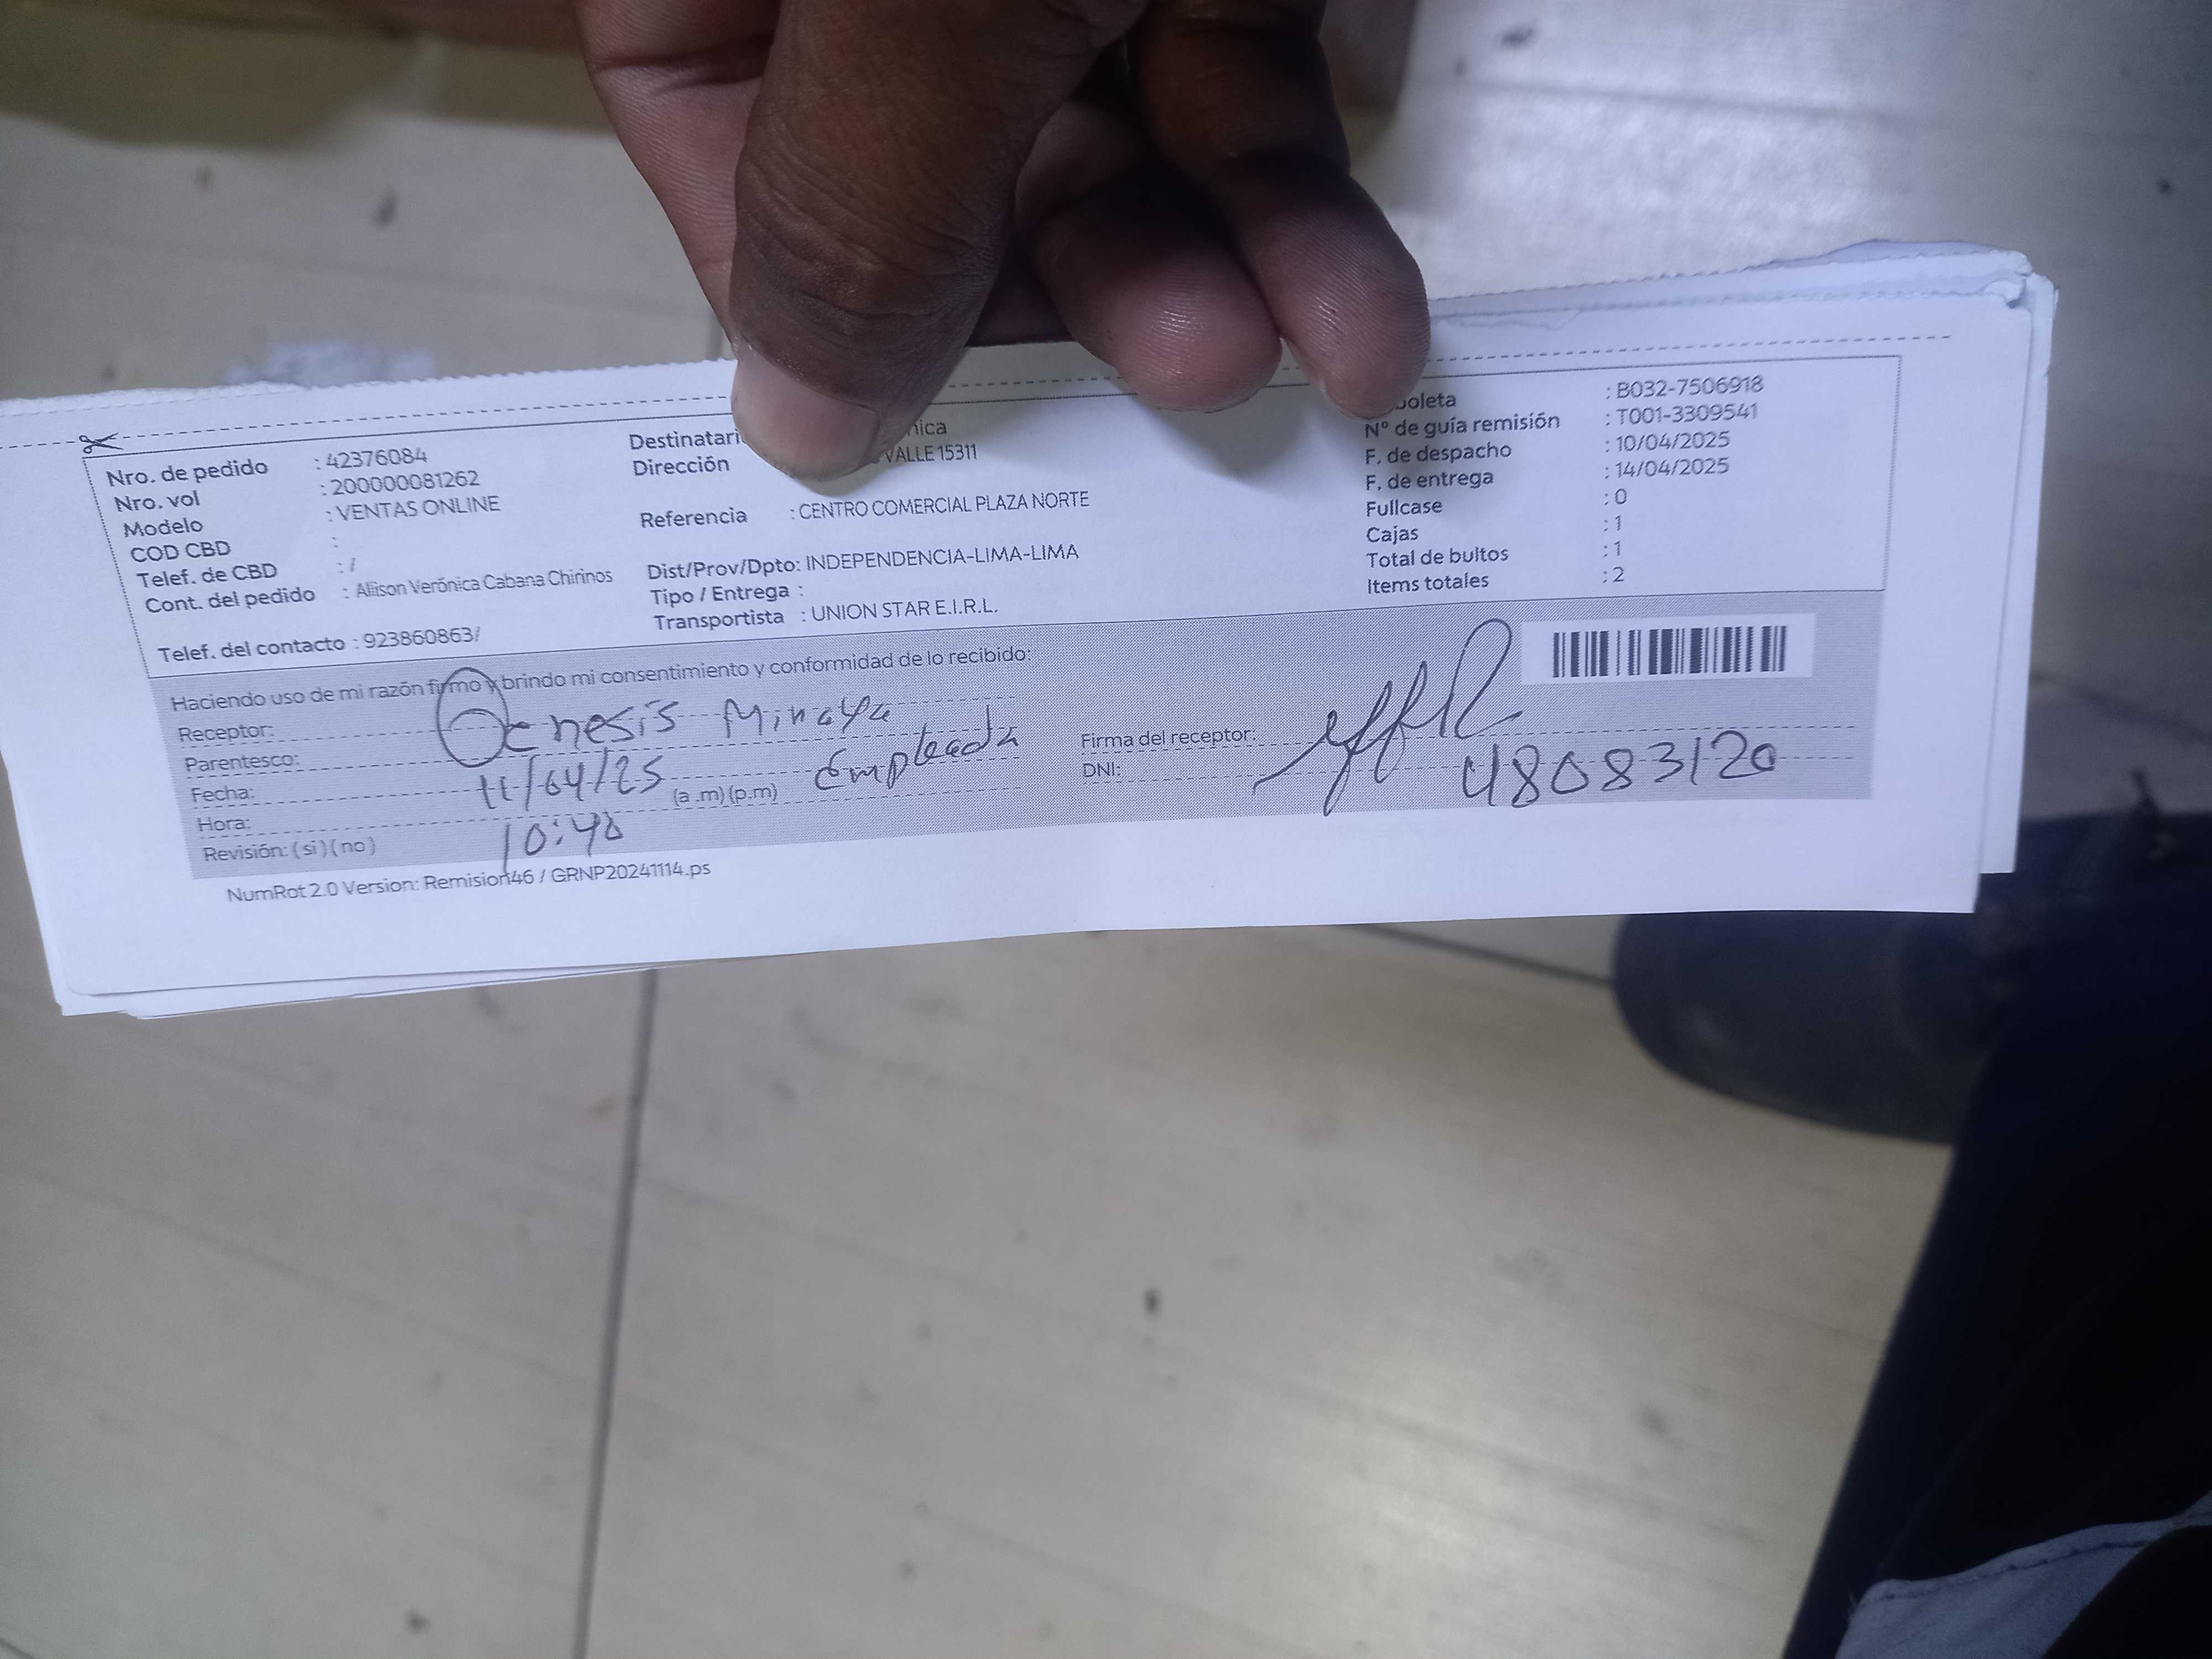 Nro. de pedido : 42376084
Nro. vol : 200000081262
Modelo : VENTAS ONLINE
COD CBD :
Telef. de CBD : /
Cont. del pedido : Allison Verónica Cabana Chirinos
Telef. del contacto : 923860863/
Dirección VALLE 15311
Referencia : CENTRO COMERCIAL PLAZA NORTE
Dist/Prov/Dpto: INDEPENDENCIA-LIMA-LIMA
Tipo / Entrega :
Transportista : UNION STAR E.I.R.L.
: B032-7506918
N° de guía remisión : T001-3309541
F. de despacho : 10/04/2025
F. de entrega : 14/04/2025
Fullcase : 0
Cajas : 1
Total de bultos : 1
Items totales : 2
Haciendo uso de mi razón firmo y brindo mi consentimiento y conformidad de lo recibido:
Receptor: Genesis Minaya
Parentesco: Empleada
Fecha: 11/04/25 (a .m) (p.m)
Hora: 10:40
Revisión: ( si ) ( no )
Firma del receptor:
DNI: 48083120
NumRot 2.0 Version: Remision46 / GRNP20241114.ps